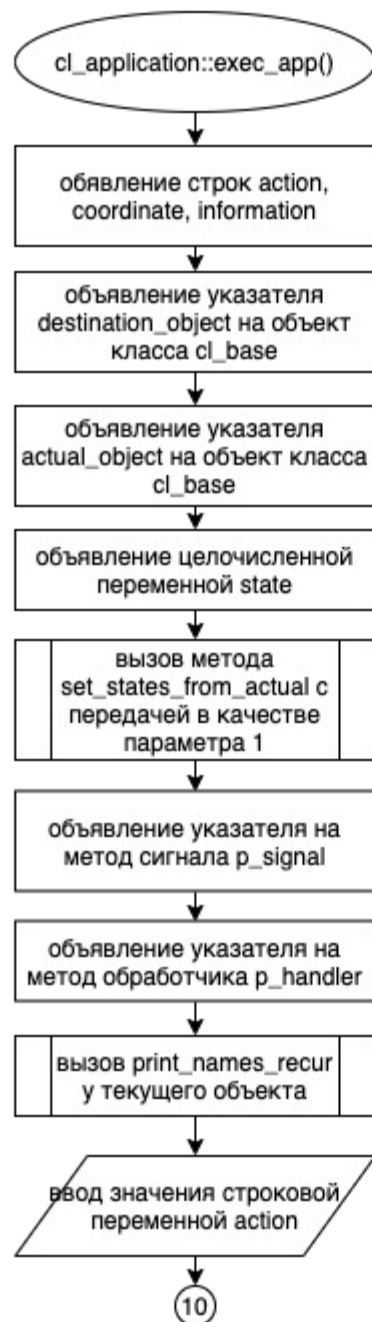 cl_application::exec_app()
обявление строк action,
coordinate, information
объявление указателя
destination_object на объект
класса cl_base
объявление указателя
actual_object на объект класса
cl_base
объявление целочисленной
переменной state
вызов метода
set_states_from_actual с
передачей в качестве
параметра 1
объявление указателя на
метод сигнала p_signal
объявление указателя на
метод обработчика p_handler
вызов print_names_recur
у текущего объекта
ввод значения строковой
переменной action
10